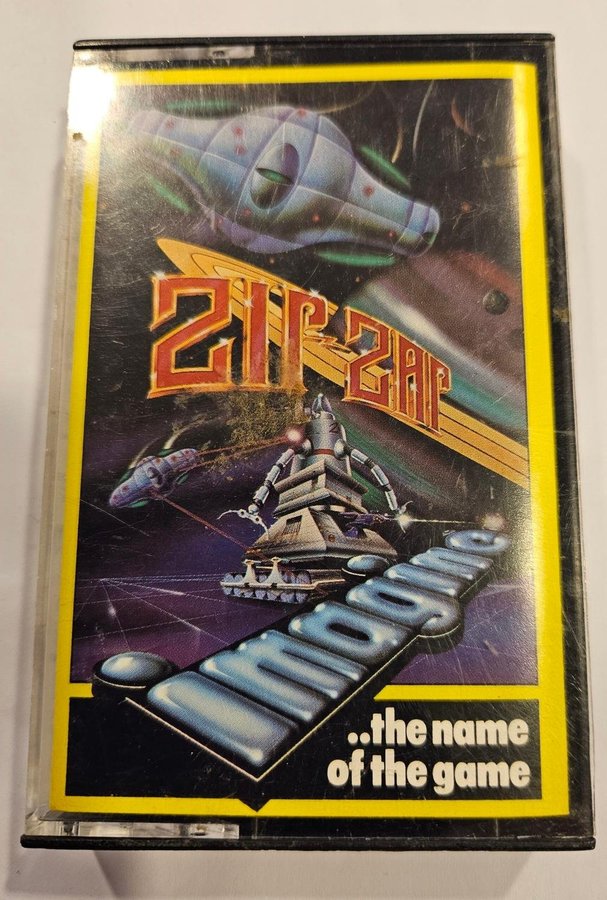 ZIP-ZAP
imagine
..the name
of the game